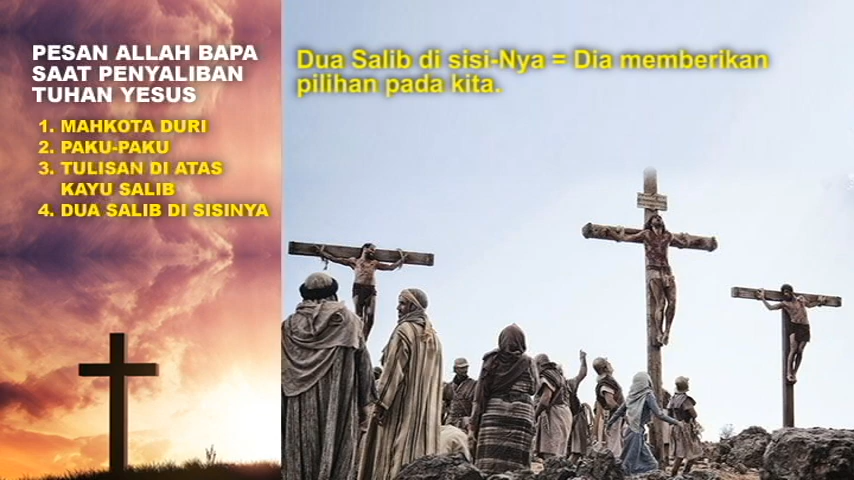 PESAN ALLAH BAPA
SAAT PENYALIBAN
TUHAN YESUS
1. MAHKOTA DURI
2. PAKU-PAKU
3. TULISAN DI ATAS
KAYU SALIB
4. DUA SALIB DI SISINYA
Dua Salib di sisi-Nya = Dia memberikan
pilihan pada kita.